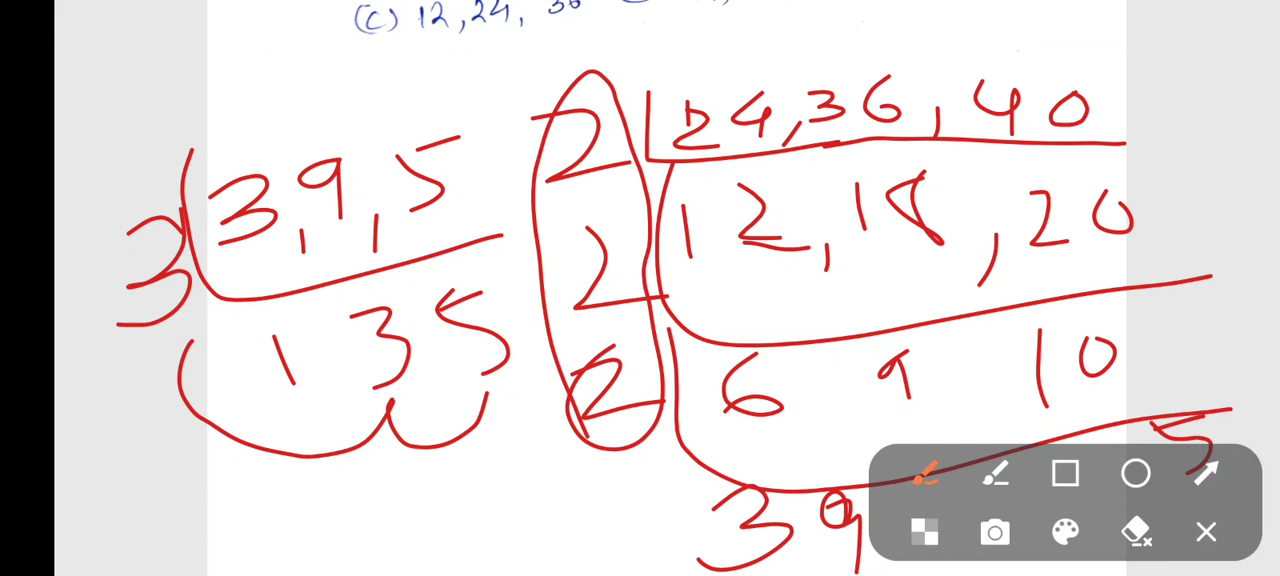 (c) 12, 24, 36
2 24, 36, 40
2 12, 18, 20
2 6 9 10
3 9 5
3 3, 9, 5
1 3 5